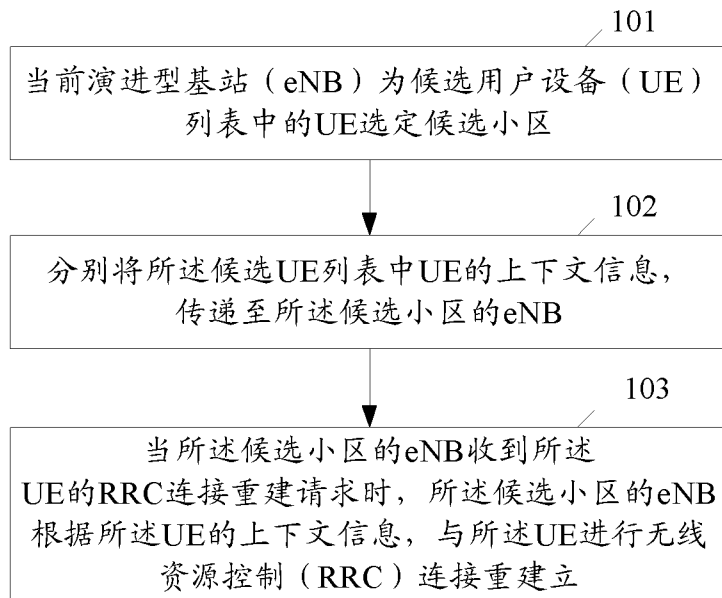 101
当前演进型基站（eNB）为候选用户设备（UE）
列表中的UE选定候选小区
102
分别将所述候选UE列表中UE的上下文信息，
传递至所述候选小区的eNB
103
当所述候选小区的eNB收到所述
UE的RRC连接重建请求时，所述候选小区的eNB
根据所述UE的上下文信息，与所述UE进行无线
资源控制（RRC）连接重建立